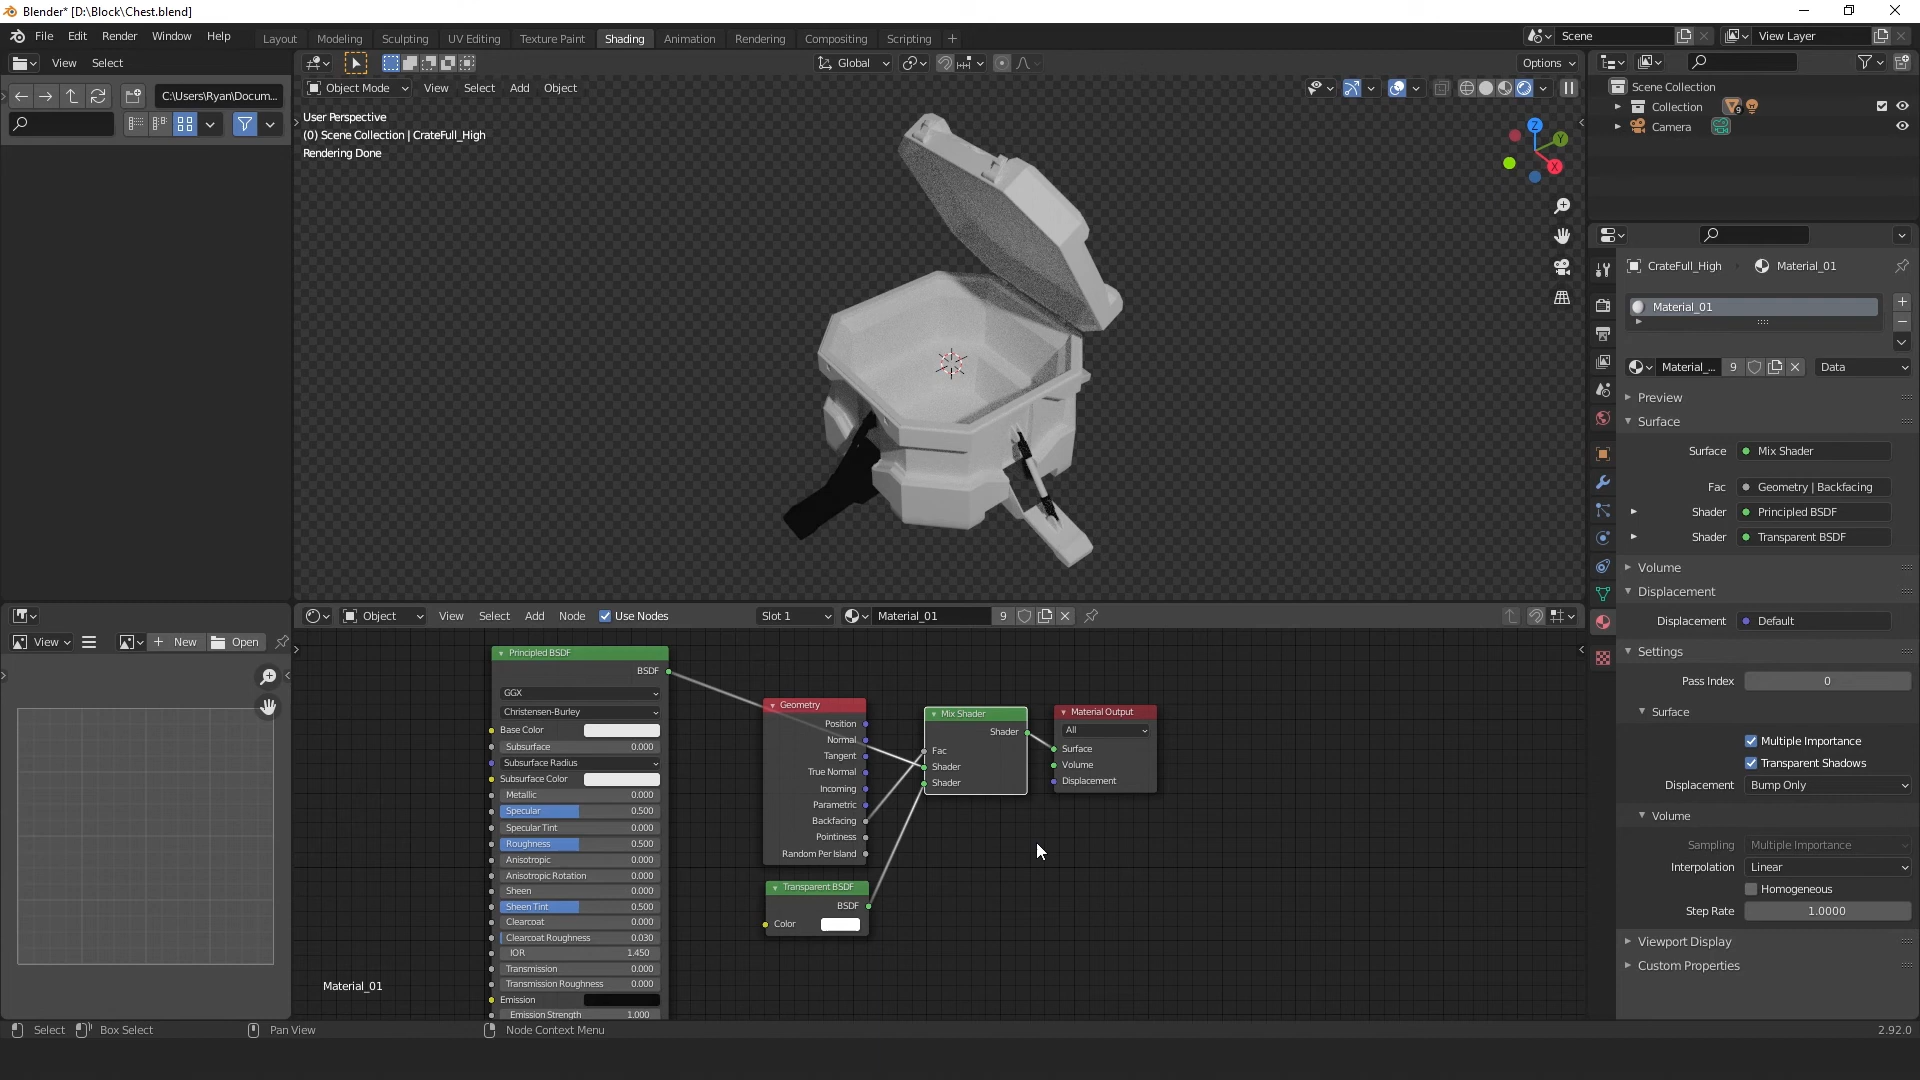 Blender* [D:\Block\Chest.blend]
File Edit Render Window Help Layout Modeling Sculpting UV Editing Texture Paint Shading Animation Rendering Compositing Scripting + Scene View Layer
View Select
Global Options
C:\Users\Ryan\Docum...
Object Mode View Select Add Object
User Perspective
(0) Scene Collection | CrateFull_High
Rendering Done
Z
Y
X
Scene Collection
Collection 9
Camera
CrateFull_High Material_01
Material_01
Material_... 9 Data
Preview
Surface
Surface Mix Shader
Fac Geometry | Backfacing
Shader Principled BSDF
Shader Transparent BSDF
Volume
Displacement
Displacement Default
Settings
Pass Index 0
Surface
Multiple Importance
Transparent Shadows
Displacement Bump Only
Volume
Sampling Multiple Importance
Interpolation Linear
Homogeneous
Step Rate 1.0000
Viewport Display
Custom Properties
View New Open
Object View Select Add Node Use Nodes Slot 1 Material_01 9
Principled BSDF
BSDF
GGX
Christensen-Burley
Base Color
Subsurface 0.000
Subsurface Radius
Subsurface Color
Metallic 0.000
Specular 0.500
Specular Tint 0.000
Roughness 0.500
Anisotropic 0.000
Anisotropic Rotation 0.000
Sheen 0.000
Sheen Tint 0.500
Clearcoat 0.000
Clearcoat Roughness 0.030
IOR 1.450
Transmission 0.000
Transmission Roughness 0.000
Emission
Emission Strength 1.000
Geometry
Position
Normal
Tangent
True Normal
Incoming
Parametric
Backfacing
Pointiness
Random Per Island
Transparent BSDF
BSDF
Color
Mix Shader
Shader
Fac
Shader
Shader
Material Output
All
Surface
Volume
Displacement
Material_01
Select Box Select Pan View Node Context Menu 2.92.0